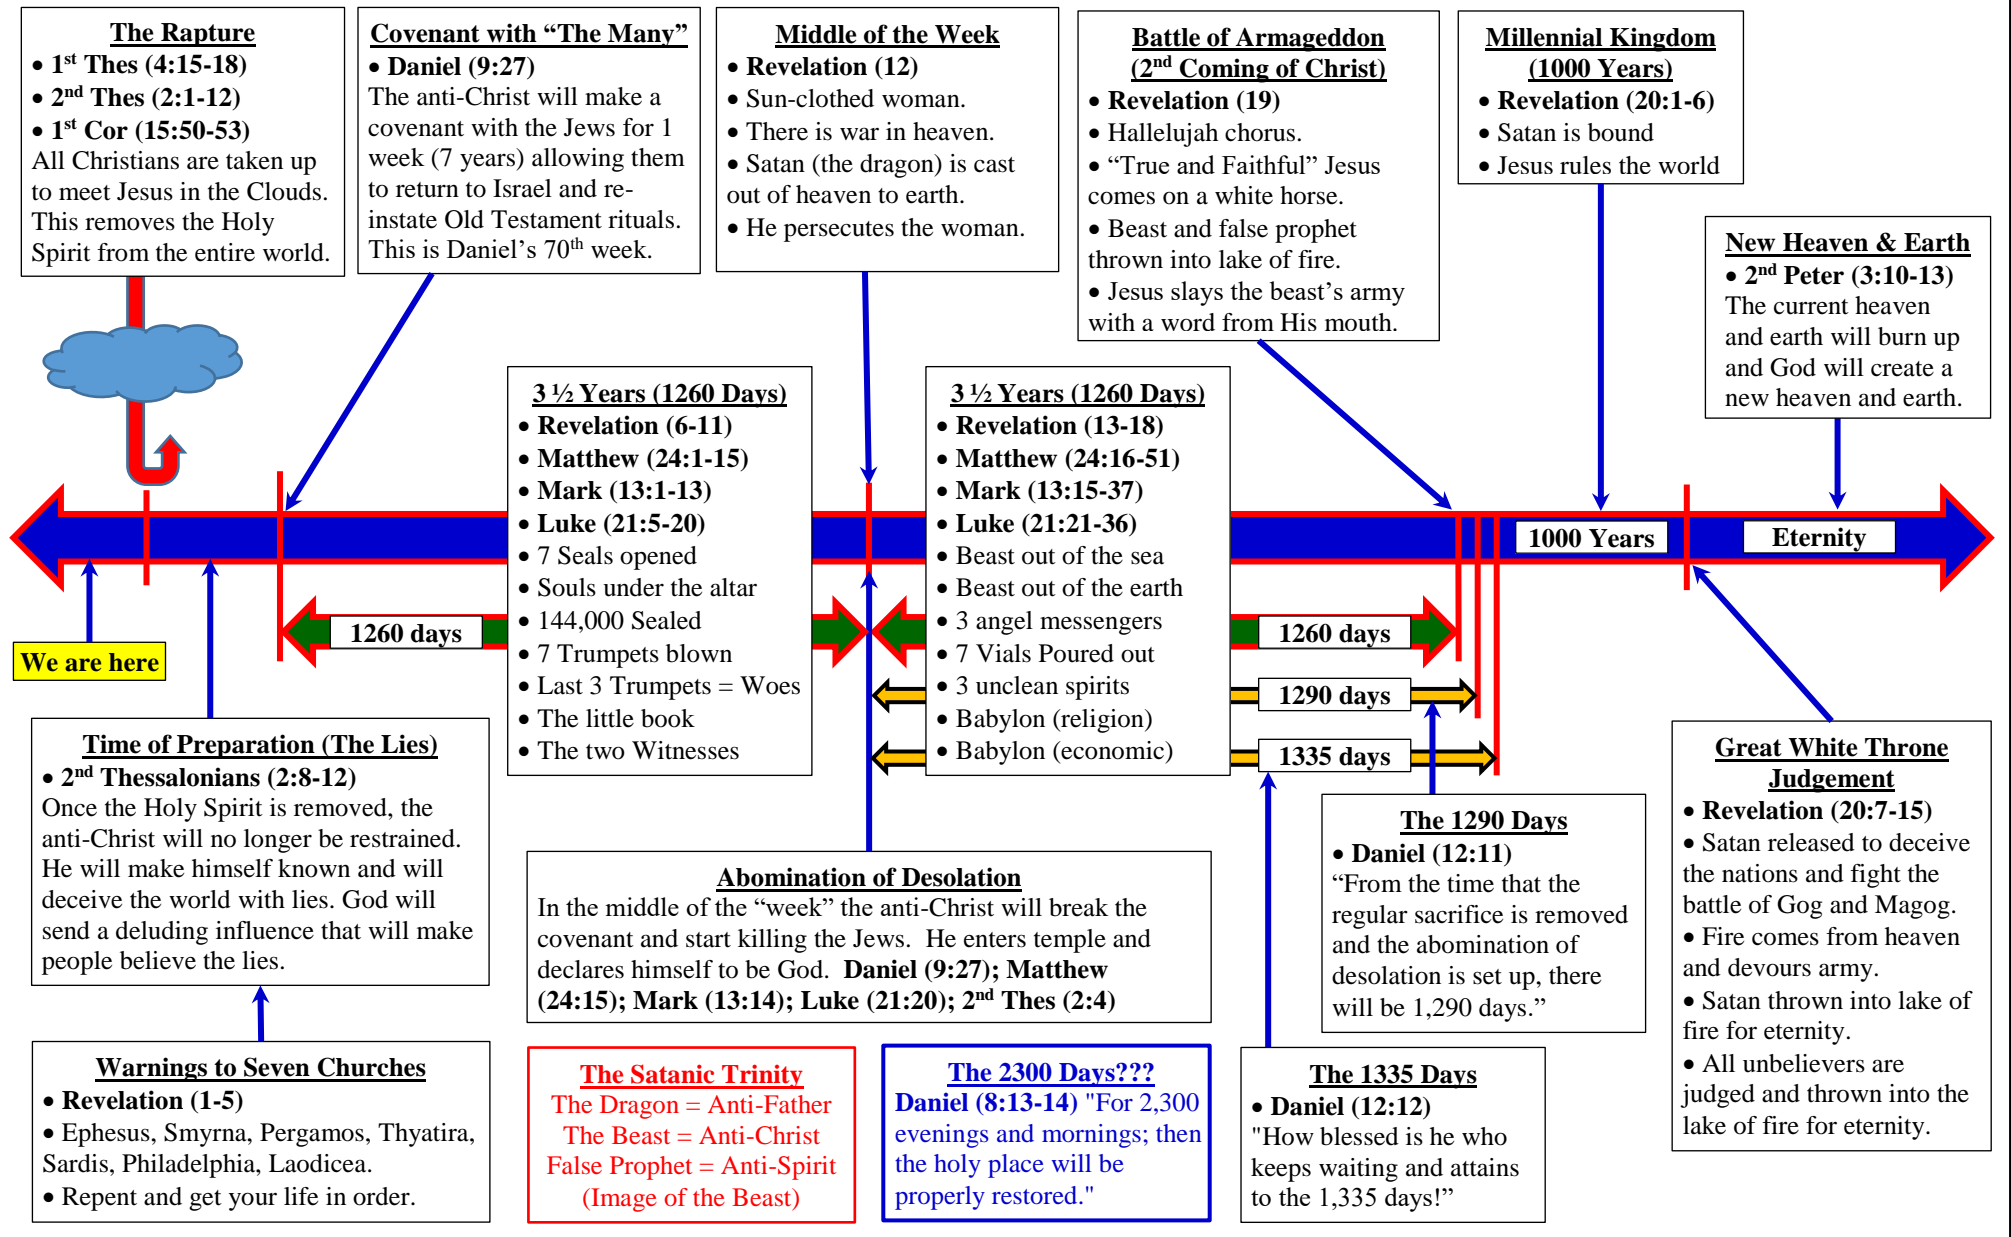 The Rapture
• 1st Thes (4:15-18)
• 2nd Thes (2:1-12)
• 1st Cor (15:50-53)
All Christians are taken up
to meet Jesus in the Clouds.
This removes the Holy
Spirit from the entire world.
Covenant with “The Many”
• Daniel (9:27)
The anti-Christ will make a
covenant with the Jews for 1
week (7 years) allowing them
to return to Israel and re-
instate Old Testament rituals.
This is Daniel’s 70th week.
Middle of the Week
• Revelation (12)
• Sun-clothed woman.
• There is war in heaven.
• Satan (the dragon) is cast
out of heaven to earth.
• He persecutes the woman.
Battle of Armageddon
(2nd Coming of Christ)
• Revelation (19)
• Hallelujah chorus.
• “True and Faithful” Jesus
comes on a white horse.
• Beast and false prophet
thrown into lake of fire.
• Jesus slays the beast’s army
with a word from His mouth.
Millennial Kingdom
(1000 Years)
• Revelation (20:1-6)
• Satan is bound
• Jesus rules the world
New Heaven & Earth
• 2nd Peter (3:10-13)
The current heaven
and earth will burn up
and God will create a
new heaven and earth.
3 ½ Years (1260 Days)
• Revelation (6-11)
• Matthew (24:1-15)
• Mark (13:1-13)
• Luke (21:5-20)
• 7 Seals opened
• Souls under the altar
• 144,000 Sealed
• 7 Trumpets blown
• Last 3 Trumpets = Woes
• The little book
• The two Witnesses
3 ½ Years (1260 Days)
• Revelation (13-18)
• Matthew (24:16-51)
• Mark (13:15-37)
• Luke (21:21-36)
• Beast out of the sea
• Beast out of the earth
• 3 angel messengers
• 7 Vials Poured out
• 3 unclean spirits
• Babylon (religion)
• Babylon (economic)
1000 Years
Eternity
We are here
1260 days
1260 days
1290 days
1335 days
Time of Preparation (The Lies)
• 2nd Thessalonians (2:8-12)
Once the Holy Spirit is removed, the
anti-Christ will no longer be restrained.
He will make himself known and will
deceive the world with lies. God will
send a deluding influence that will make
people believe the lies.
Abomination of Desolation
In the middle of the “week” the anti-Christ will break the
covenant and start killing the Jews. He enters temple and
declares himself to be God. Daniel (9:27); Matthew
(24:15); Mark (13:14); Luke (21:20); 2nd Thes (2:4)
The 1290 Days
• Daniel (12:11)
“From the time that the
regular sacrifice is removed
and the abomination of
desolation is set up, there
will be 1,290 days.”
Great White Throne
Judgement
• Revelation (20:7-15)
• Satan released to deceive
the nations and fight the
battle of Gog and Magog.
• Fire comes from heaven
and devours army.
• Satan thrown into lake of
fire for eternity.
• All unbelievers are
judged and thrown into the
lake of fire for eternity.
Warnings to Seven Churches
• Revelation (1-5)
• Ephesus, Smyrna, Pergamos, Thyatira,
Sardis, Philadelphia, Laodicea.
• Repent and get your life in order.
The Satanic Trinity
The Dragon = Anti-Father
The Beast = Anti-Christ
False Prophet = Anti-Spirit
(Image of the Beast)
The 2300 Days???
Daniel (8:13-14) "For 2,300
evenings and mornings; then
the holy place will be
properly restored."
The 1335 Days
• Daniel (12:12)
"How blessed is he who
keeps waiting and attains
to the 1,335 days!”